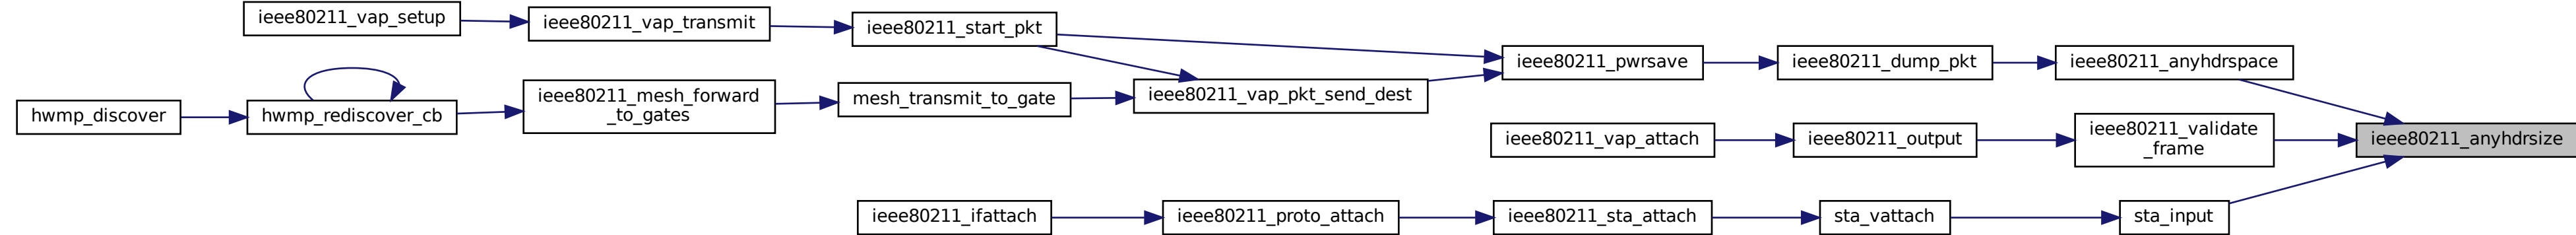 ieee80211_vap_setup
ieee80211_vap_transmit
ieee80211_start_pkt
ieee80211_pwrsave
ieee80211_dump_pkt
ieee80211_anyhdrspace
hwmp_discover
hwmp_rediscover_cb
ieee80211_mesh_forward
_to_gates
mesh_transmit_to_gate
ieee80211_vap_pkt_send_dest
ieee80211_vap_attach
ieee80211_output
ieee80211_validate
_frame
ieee80211_anyhdrsize
ieee80211_ifattach
ieee80211_proto_attach
ieee80211_sta_attach
sta_vattach
sta_input